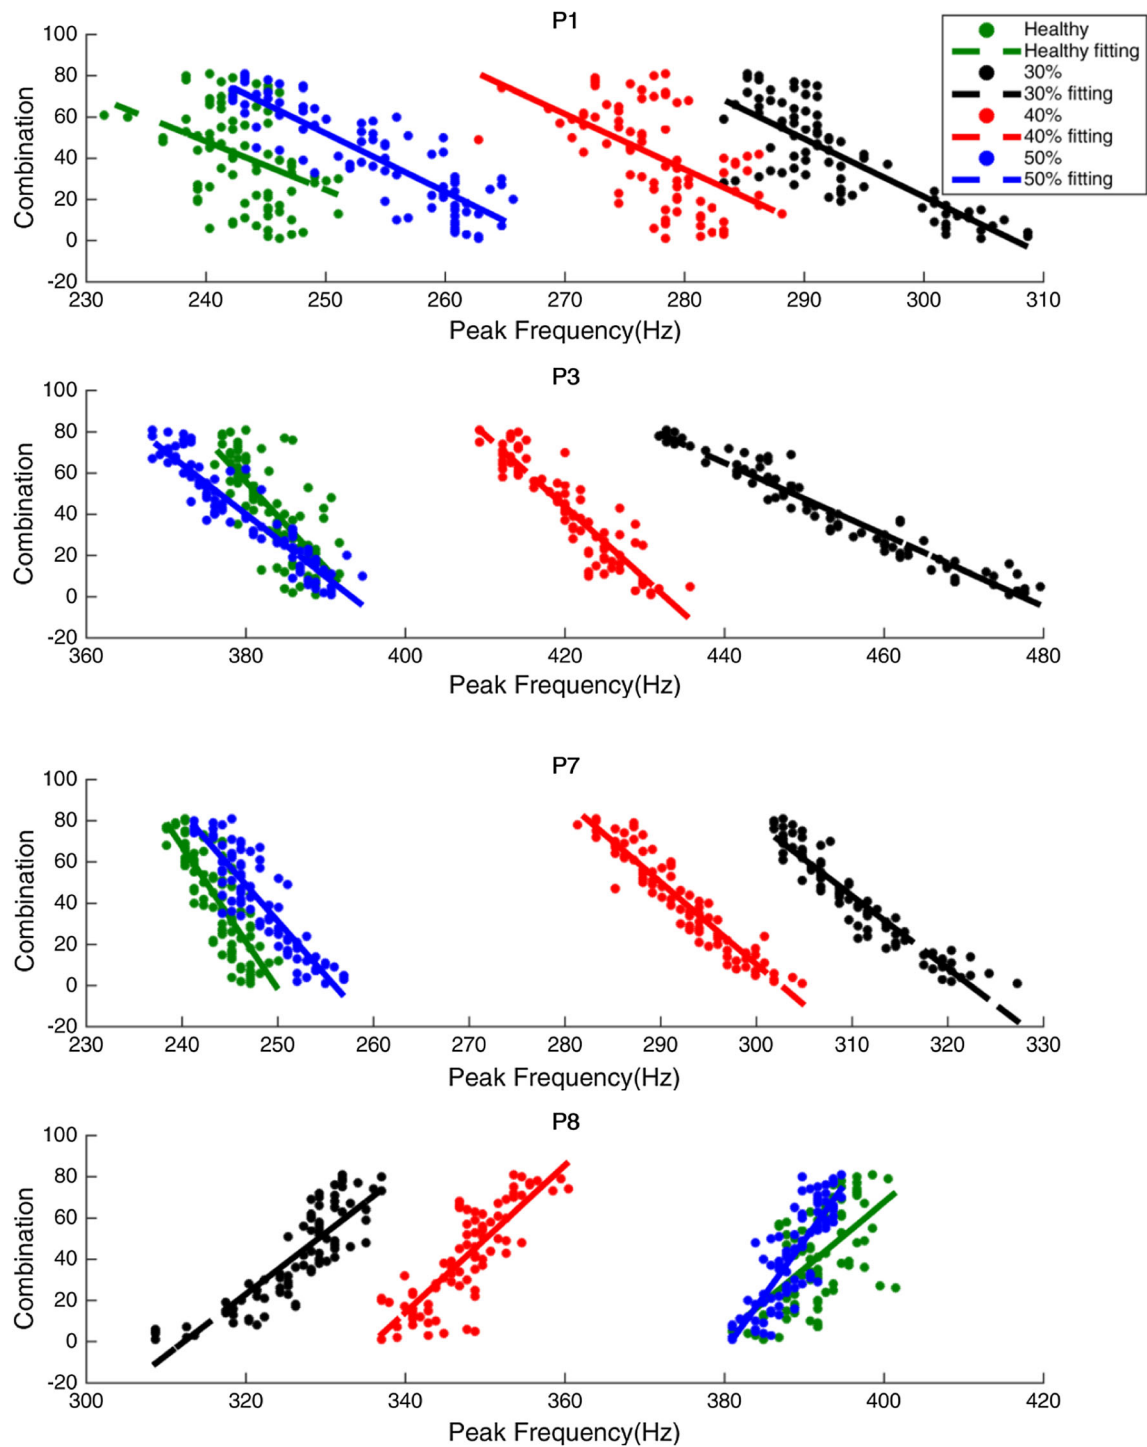 P1
Healthy
Healthy fitting
30%
30% fitting
40%
40% fitting
50%
50% fitting
100
80
60
40
20
0
-20
Combination
230 240 250 260 270 280 290 300 310
Peak Frequency(Hz)
P3
100
80
60
40
20
0
-20
Combination
360 380 400 420 440 460 480
Peak Frequency(Hz)
P7
100
80
60
40
20
0
-20
Combination
230 240 250 260 270 280 290 300 310 320 330
Peak Frequency(Hz)
P8
100
80
60
40
20
0
-20
Combination
300 320 340 360 380 400 420
Peak Frequency(Hz)